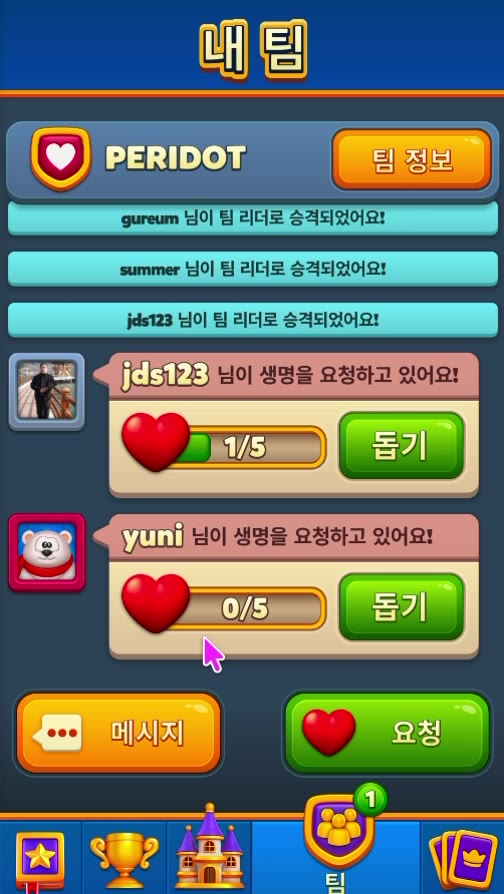 내 팀
PERIDOT
팀 정보
gureum 님이 팀 리더로 승격되었어요!
summer 님이 팀 리더로 승격되었어요!
jds123 님이 팀 리더로 승격되었어요!
jds123 님이 생명을 요청하고 있어요!
1/5
돕기
yuni 님이 생명을 요청하고 있어요!
0/5
돕기
메시지
요청
1
팀